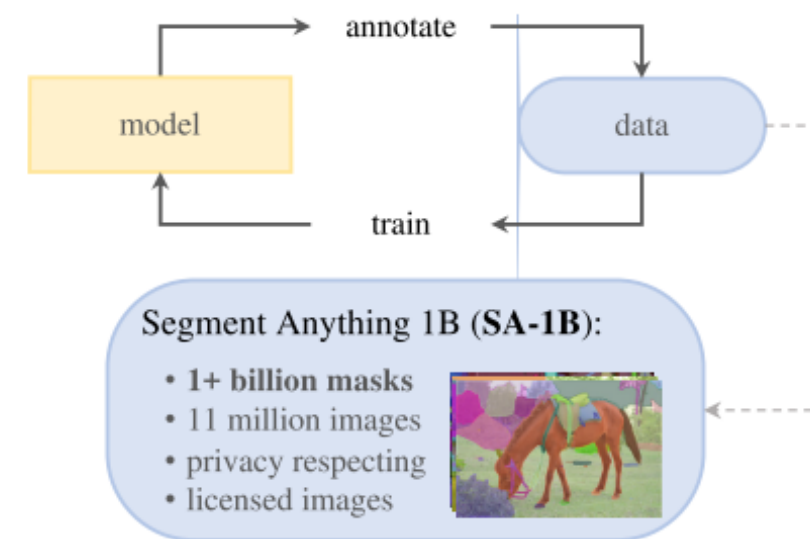 annotate
model
data
train
Segment Anything 1B (SA-1B):
• 1+ billion masks
• 11 million images
• privacy respecting
• licensed images